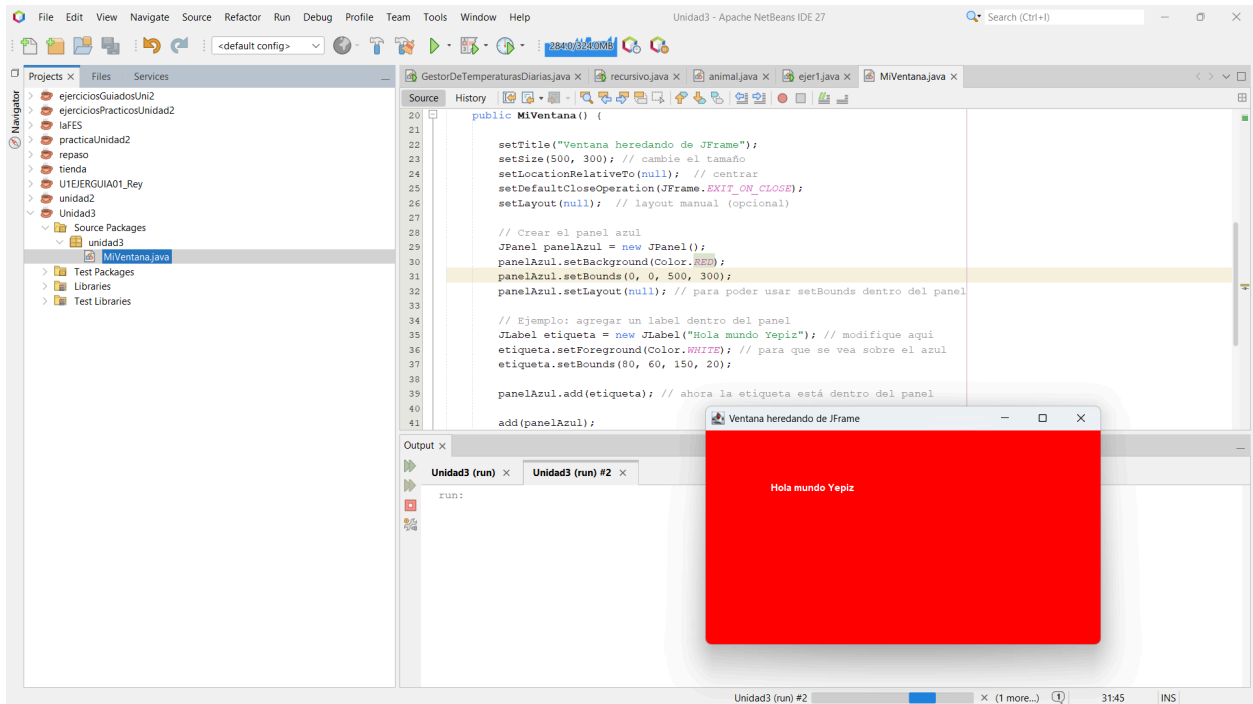 File Edit View Navigate Source Refactor Run Debug Profile Team Tools Window Help Unidad3 - Apache NetBeans IDE 27 Search (Ctrl+I)
<default config> 284.0/324.0MB
Projects Files Services
Navigator
ejerciciosGuiadosUni2
ejerciciosPracticosUnidad2
laFES
practicaUnidad2
repaso
tienda
U1EJERGUIA01_Rey
unidad2
Unidad3
Source Packages
unidad3
MiVentana.java
Test Packages
Libraries
Test Libraries
GestorDeTemperaturasDiarias.java recursivo.java animal.java ejer1.java MiVentana.java
Source History
20 public MiVentana() {
21
22 setTitle("Ventana heredando de JFrame");
23 setSize(500, 300); // cambie el tamaño
24 setLocationRelativeTo(null); // centrar
25 setDefaultCloseOperation(JFrame.EXIT_ON_CLOSE);
26 setLayout(null); // layout manual (opcional)
27
28 // Crear el panel azul
29 JPanel panelAzul = new JPanel();
30 panelAzul.setBackground(Color.RED);
31 panelAzul.setBounds(0, 0, 500, 300);
32 panelAzul.setLayout(null); // para poder usar setBounds dentro del panel
33
34 // Ejemplo: agregar un label dentro del panel
35 JLabel etiqueta = new JLabel("Hola mundo Yepiz"); // modifique aqui
36 etiqueta.setForeground(Color.WHITE); // para que se vea sobre el azul
37 etiqueta.setBounds(80, 60, 150, 20);
38
39 panelAzul.add(etiqueta); // ahora la etiqueta está dentro del panel
40
41 add(panelAzul);
Output
Unidad3 (run) Unidad3 (run) #2
run:
Ventana heredando de JFrame
Hola mundo Yepiz
Unidad3 (run) #2 (1 more...) 1 31:45 INS